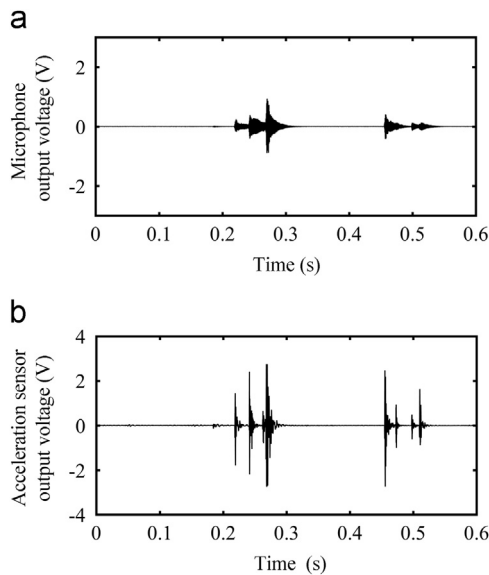 a
Microphone
output voltage (V)
2
0
-2
0 0.1 0.2 0.3 0.4 0.5 0.6
Time (s)
b
Acceleration sensor
output voltage (V)
4
2
0
-2
-4
0 0.1 0.2 0.3 0.4 0.5 0.6
Time (s)